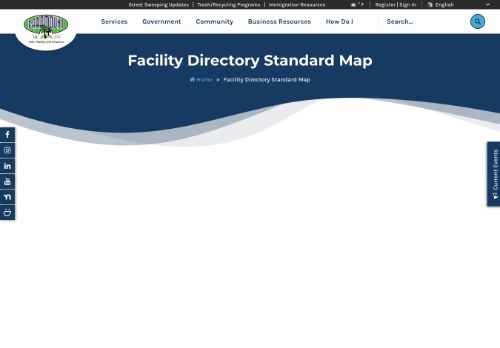 Street Sweeping Updates | Trash/Recycling Programs | Immigration Resources
° F
Register | Sign In
English
PARAMOUNT
Services Government Community Business Resources How Do I Search...
Facility Directory Standard Map
Home » Facility Directory Standard Map
Current Events